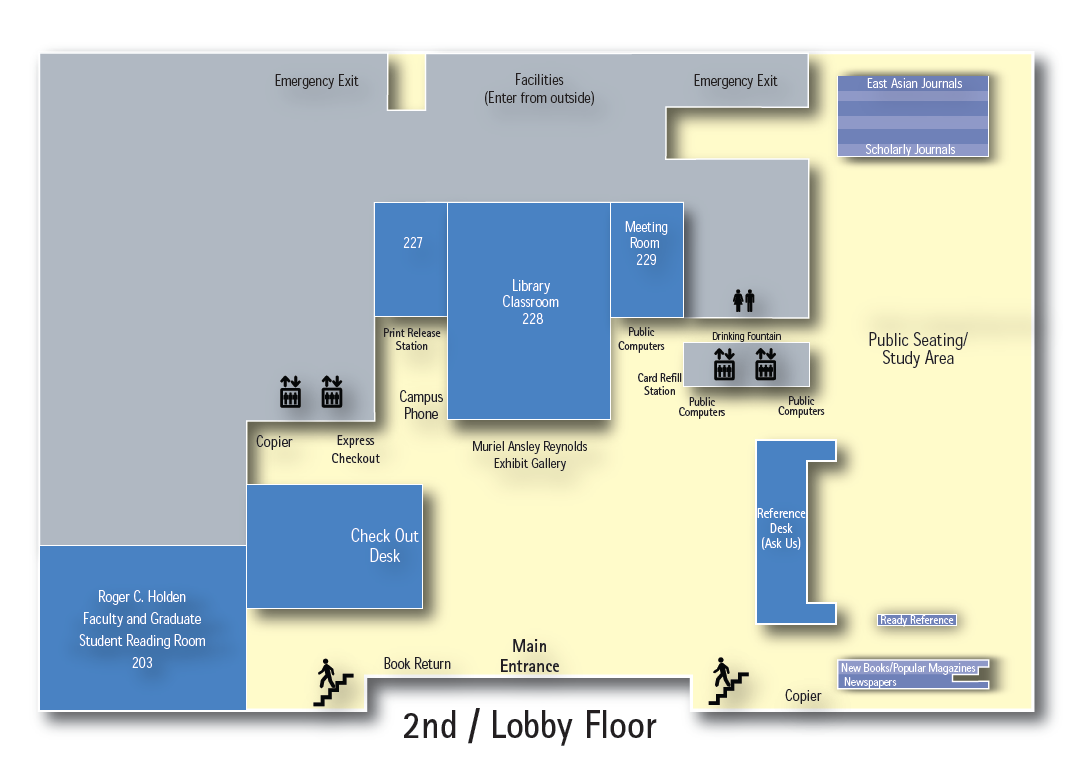 Emergency Exit
Facilities
(Enter from outside)
Emergency Exit
East Asian Journals
Scholarly Journals
227
Library
Classroom
228
Meeting
Room
229
Print Release
Station
Public
Computers
Drinking Fountain
Public Seating/
Study Area
Card Refill
Station
Public
Computers
Public
Computers
Campus
Phone
Copier
Express
Checkout
Muriel Ansley Reynolds
Exhibit Gallery
Check Out
Desk
Reference
Desk
(Ask Us)
Roger C. Holden
Faculty and Graduate
Student Reading Room
203
Ready Reference
Book Return
Main
Entrance
New Books/Popular Magazines
Newspapers
Copier
2nd / Lobby Floor